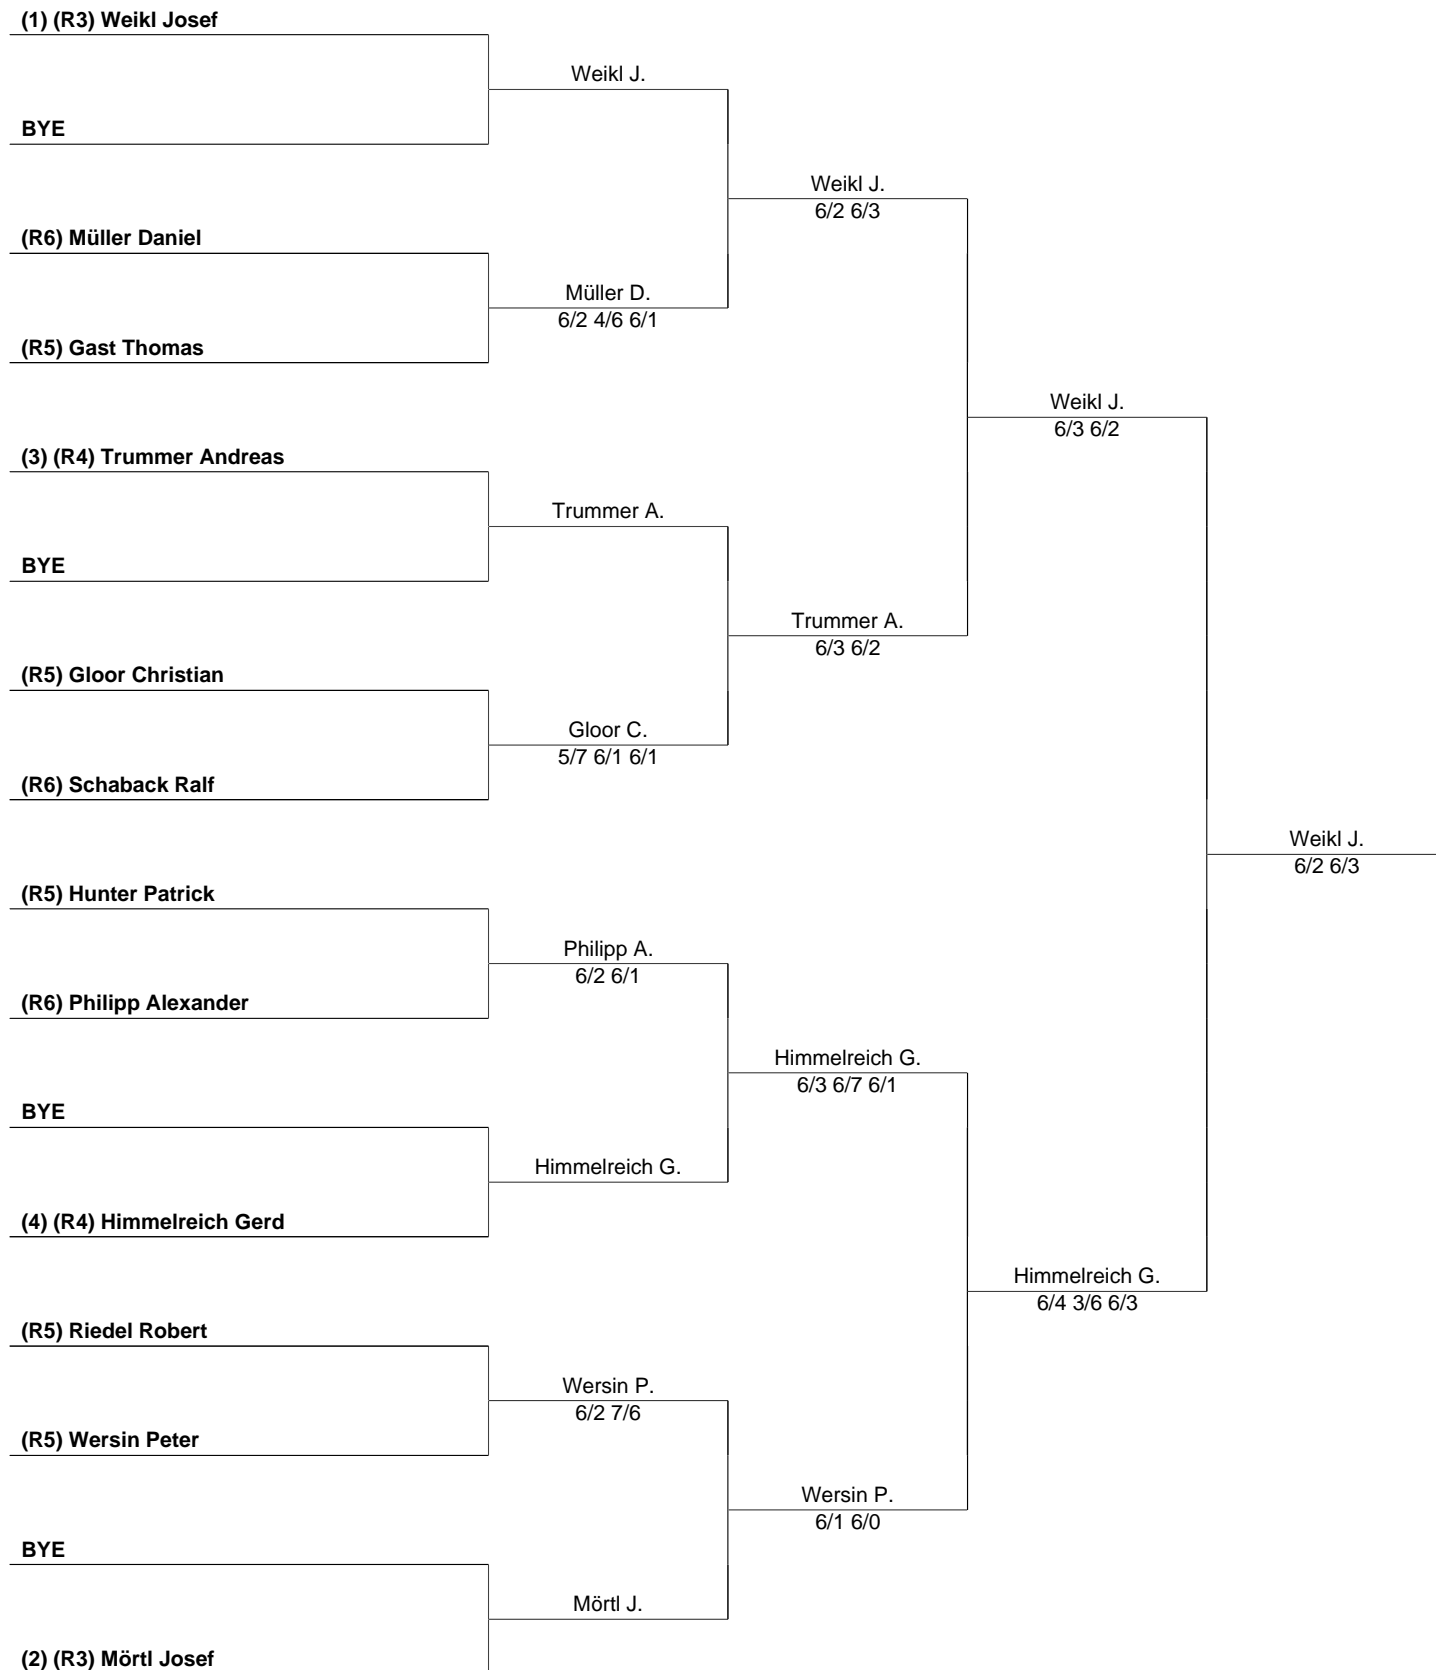 (1) (R3) Weikl Josef
Weikl J.
BYE
Weikl J.
6/2 6/3
(R6) Müller Daniel
Müller D.
6/2 4/6 6/1
(R5) Gast Thomas
Weikl J.
6/3 6/2
(3) (R4) Trummer Andreas
Trummer A.
BYE
Trummer A.
6/3 6/2
(R5) Gloor Christian
Gloor C.
5/7 6/1 6/1
(R6) Schaback Ralf
Weikl J.
6/2 6/3
(R5) Hunter Patrick
Philipp A.
6/2 6/1
(R6) Philipp Alexander
Himmelreich G.
6/3 6/7 6/1
BYE
Himmelreich G.
(4) (R4) Himmelreich Gerd
Himmelreich G.
6/4 3/6 6/3
(R5) Riedel Robert
Wersin P.
6/2 7/6
(R5) Wersin Peter
Wersin P.
6/1 6/0
BYE
Mörtl J.
(2) (R3) Mörtl Josef